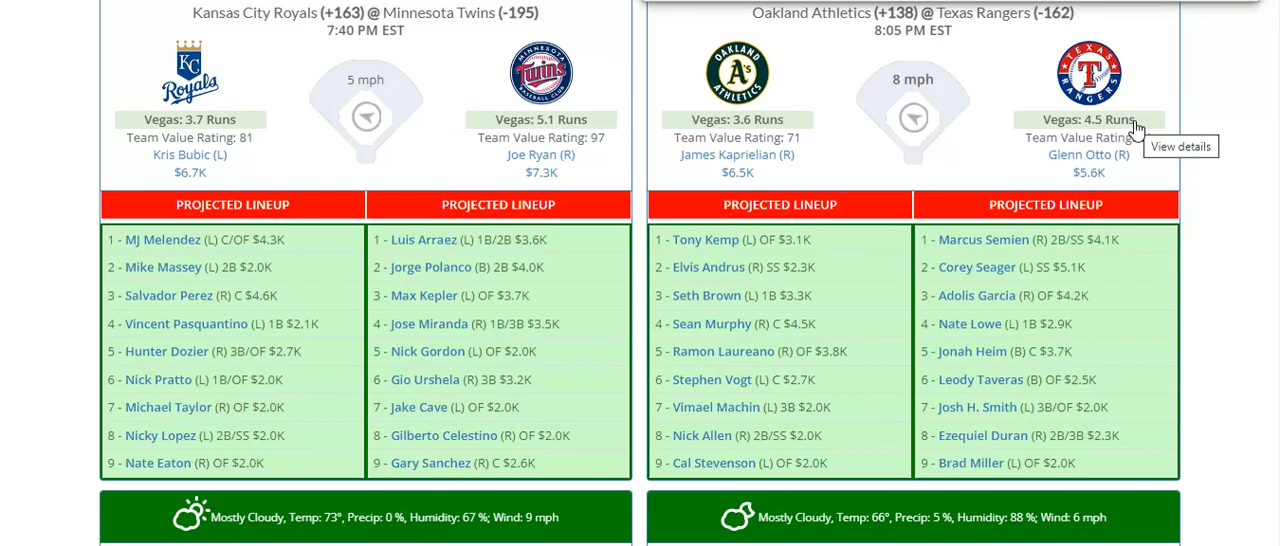 Kansas City Royals (+163) @ Minnesota Twins (-195)
7:40 PM EST
KC
Royals
5 mph
MINNESOTA
Twins
BASEBALL CLUB
Vegas: 3.7 Runs
Vegas: 5.1 Runs
Team Value Rating: 81
Team Value Rating: 97
Kris Bubic (L)
Joe Ryan (R)
$6.7K
$7.3K
PROJECTED LINEUP
PROJECTED LINEUP
1 - MJ Melendez (L) C/OF $4.3K
2 - Mike Massey (L) 2B $2.0K
3 - Salvador Perez (R) C $4.6K
4 - Vincent Pasquantino (L) 1B $2.1K
5 - Hunter Dozier (R) 3B/OF $2.7K
6 - Nick Pratto (L) 1B/OF $2.0K
7 - Michael Taylor (R) OF $2.0K
8 - Nicky Lopez (L) 2B/SS $2.0K
9 - Nate Eaton (R) OF $2.0K
1 - Luis Arraez (L) 1B/2B $3.6K
2 - Jorge Polanco (B) 2B $4.0K
3 - Max Kepler (L) OF $3.7K
4 - Jose Miranda (R) 1B/3B $3.5K
5 - Nick Gordon (L) OF $2.0K
6 - Gio Urshela (R) 3B $3.2K
7 - Jake Cave (L) OF $2.0K
8 - Gilberto Celestino (R) OF $2.0K
9 - Gary Sanchez (R) C $2.6K
Mostly Cloudy, Temp: 73°, Precip: 0 %, Humidity: 67 %; Wind: 9 mph
Oakland Athletics (+138) @ Texas Rangers (-162)
8:05 PM EST
OAKLAND
A's
ATHLETICS
8 mph
TEXAS
T
RANGERS
Vegas: 3.6 Runs
Vegas: 4.5 Runs
Team Value Rating: 71
Team Value Rating
View details
James Kaprielian (R)
Glenn Otto (R)
$6.5K
$5.6K
PROJECTED LINEUP
PROJECTED LINEUP
1 - Tony Kemp (L) OF $3.1K
2 - Elvis Andrus (R) SS $2.3K
3 - Seth Brown (L) 1B $3.3K
4 - Sean Murphy (R) C $4.5K
5 - Ramon Laureano (R) OF $3.8K
6 - Stephen Vogt (L) C $2.7K
7 - Vimael Machin (L) 3B $2.0K
8 - Nick Allen (R) 2B/SS $2.0K
9 - Cal Stevenson (L) OF $2.0K
1 - Marcus Semien (R) 2B/SS $4.1K
2 - Corey Seager (L) SS $5.1K
3 - Adolis Garcia (R) OF $4.2K
4 - Nate Lowe (L) 1B $2.9K
5 - Jonah Heim (B) C $3.7K
6 - Leody Taveras (B) OF $2.5K
7 - Josh H. Smith (L) 3B/OF $2.0K
8 - Ezequiel Duran (R) 2B/3B $2.3K
9 - Brad Miller (L) OF $2.0K
Mostly Cloudy, Temp: 66°, Precip: 5 %, Humidity: 88 %; Wind: 6 mph